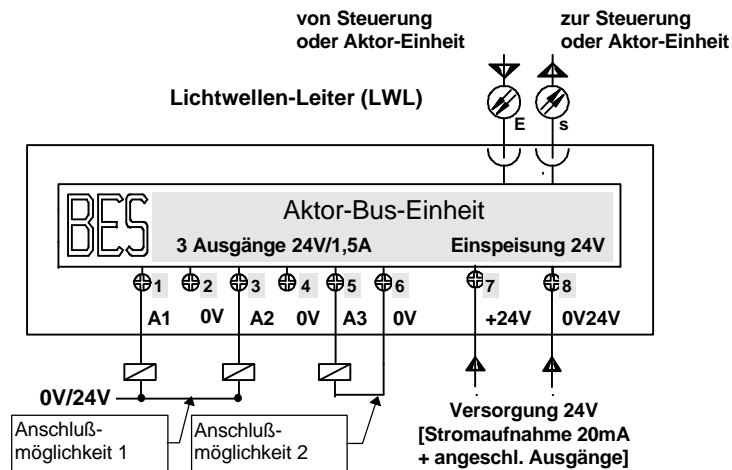 von Steuerung
oder Aktor-Einheit
zur Steuerung
oder Aktor-Einheit
Lichtwellen-Leiter (LWL)
E
s
BES
Aktor-Bus-Einheit
3 Ausgänge 24V/1,5A
Einspeisung 24V
1 2 3 4 5 6 7 8
A1 0V A2 0V A3 0V +24V 0V24V
0V/24V
Anschluß-
möglichkeit 1
Anschluß-
möglichkeit 2
Versorgung 24V
[Stromaufnahme 20mA
+ angeschl. Ausgänge]